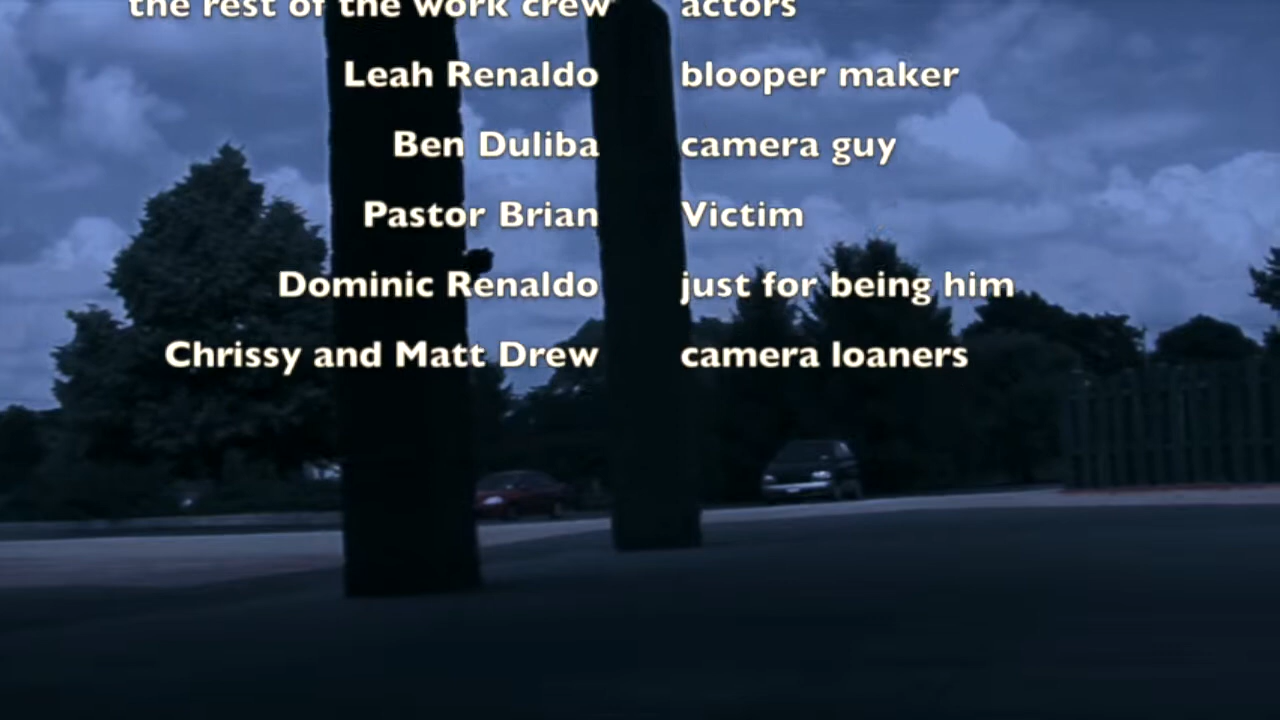 the rest of the work crew actors
Leah Renaldo blooper maker
Ben Duliba camera guy
Pastor Brian Victim
Dominic Renaldo just for being him
Chrissy and Matt Drew camera loaners